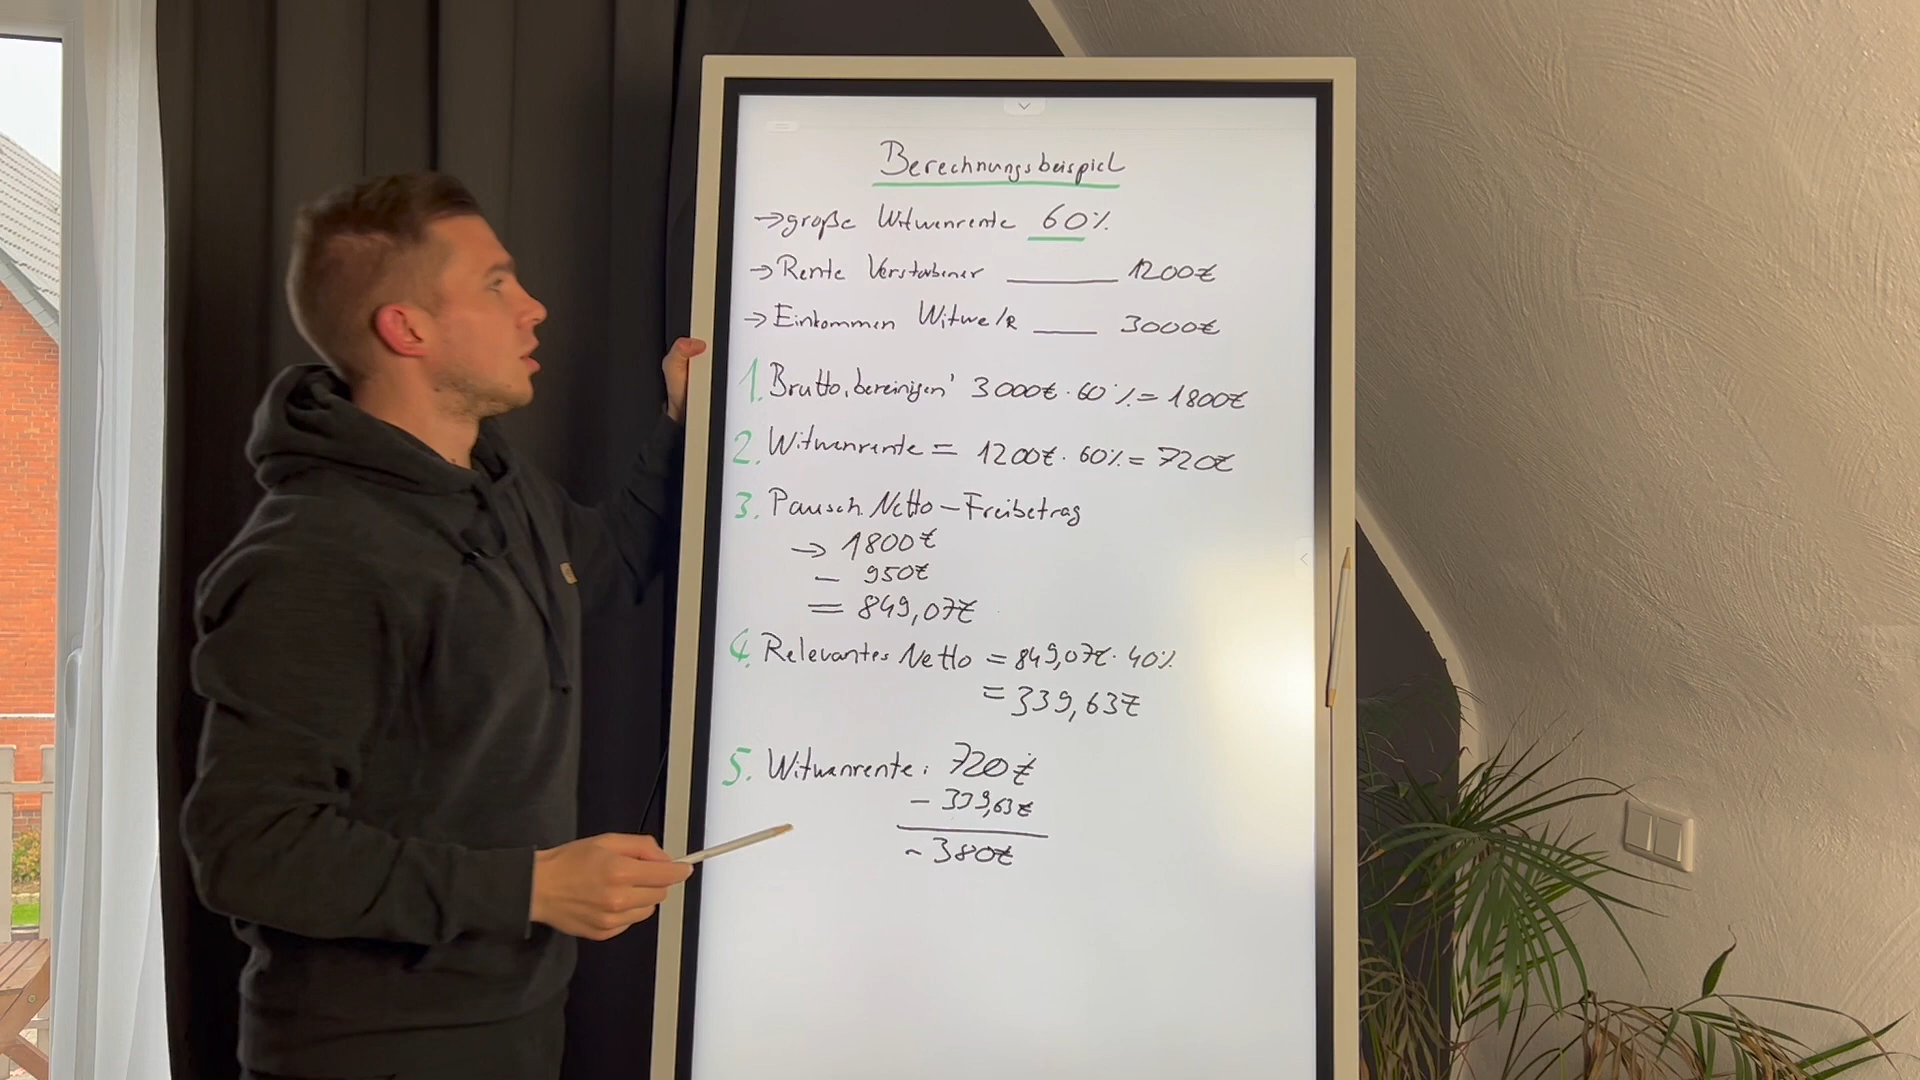 Berechnungsbeispiel
→ große Witwenrente 60%
→ Rente Verstorbener ______ 1200€
→ Einkommen Witwe/R ____ 3000€
1. Brutto "bereinigen" 3000€ · 60% = 1800€
2. Witwenrente = 1200€ · 60% = 720€
3. Pausch. Netto – Freibetrag
→ 1800€
– 950€
= 849,07€
4. Relevantes Netto = 849,07€ · 40%
= 339,63€
5. Witwenrente: 720€
– 339,63€
~ 380€